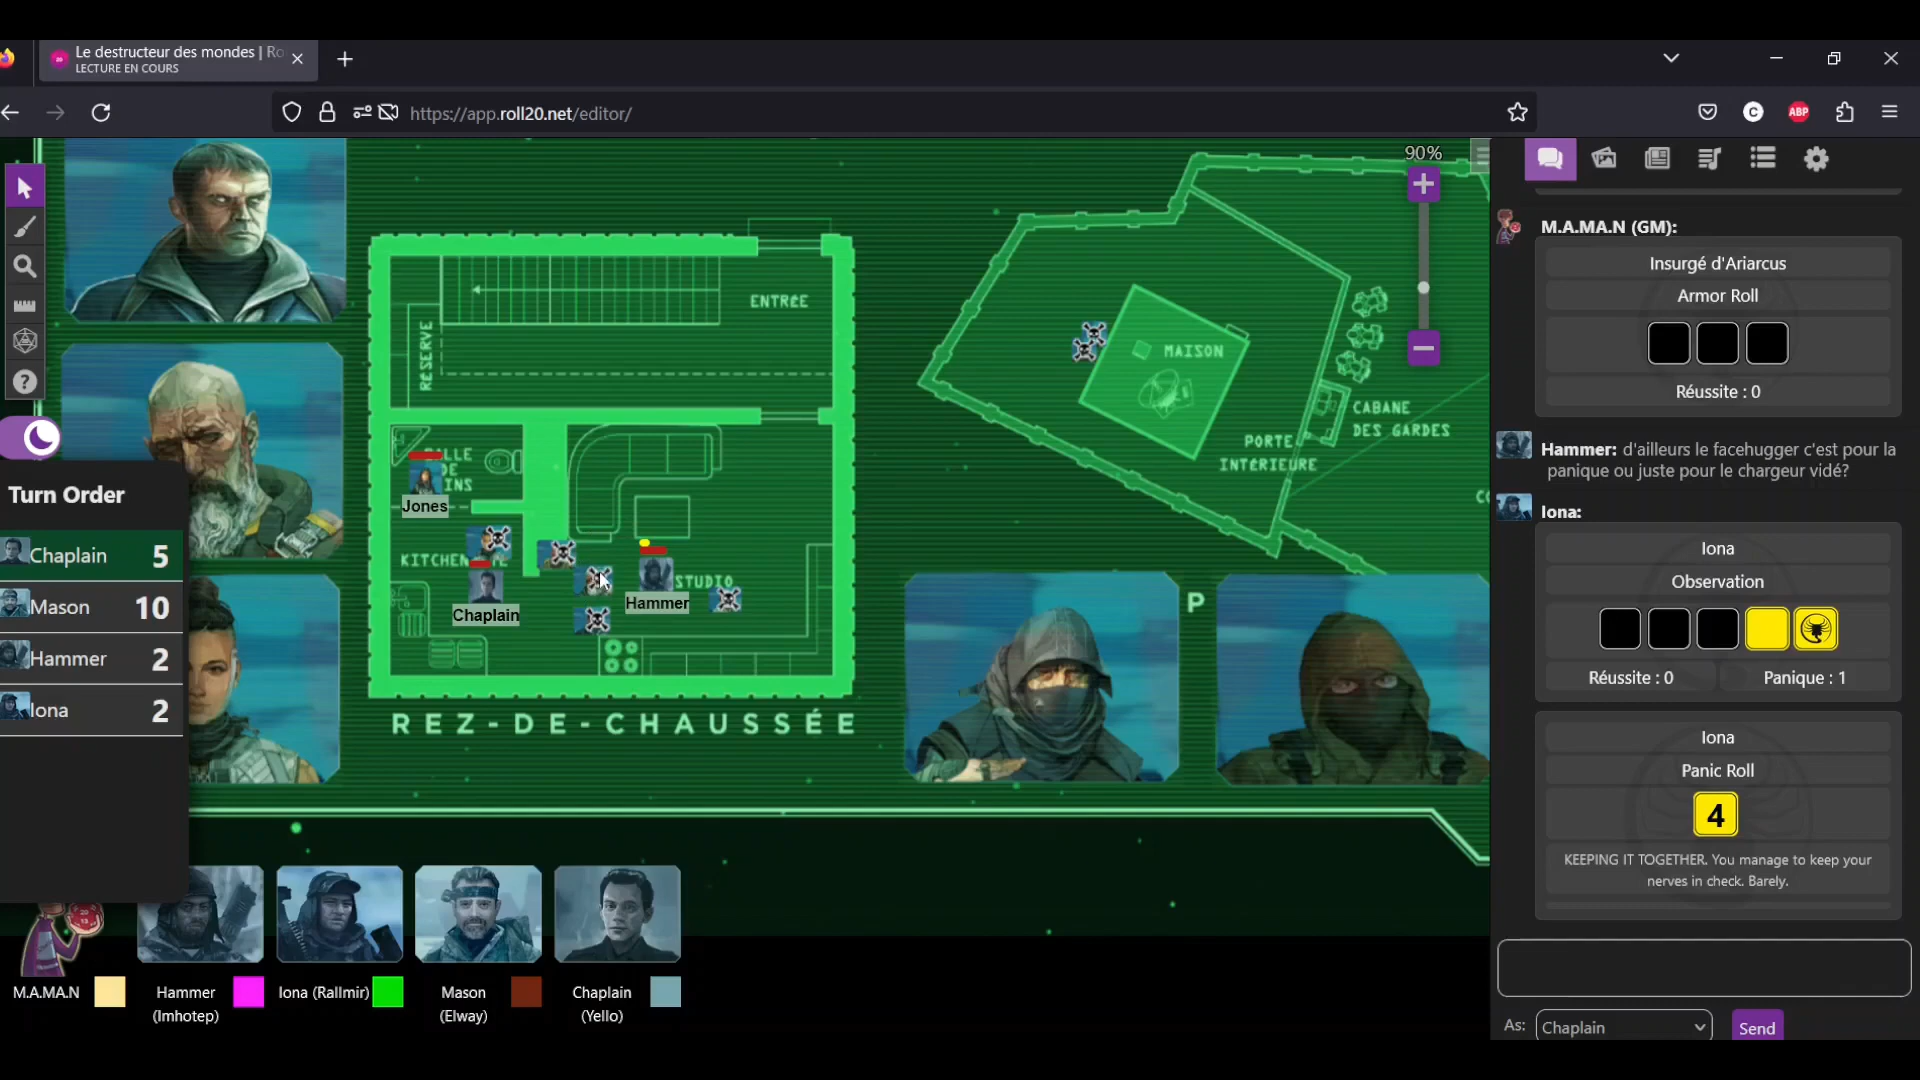 Le destructeur des mondes | Ro
LECTURE EN COURS
https://app.roll20.net/editor/
ABP
90%
ENTRÉE
RÉSERVE
Jones
KITCHEN
Chaplain
STUDIO
Hammer
REZ-DE-CHAUSSÉE
MAISON
CABANE
DES GARDES
PORTE
INTÉRIEURE
P
Turn Order
Chaplain 5
Mason 10
Hammer 2
Iona 2
M.A.MA.N
Hammer
(Imhotep)
Iona (Rallmir)
Mason
(Elway)
Chaplain
(Yello)
M.A.MA.N (GM):
Insurgé d'Ariarcus
Armor Roll
Réussite : 0
Hammer: d'ailleurs le facehugger c'est pour la
panique ou juste pour le chargeur vidé?
Iona:
Iona
Observation
Réussite : 0 Panique : 1
Iona
Panic Roll
4
KEEPING IT TOGETHER. You manage to keep your
nerves in check. Barely.
As: Chaplain Send